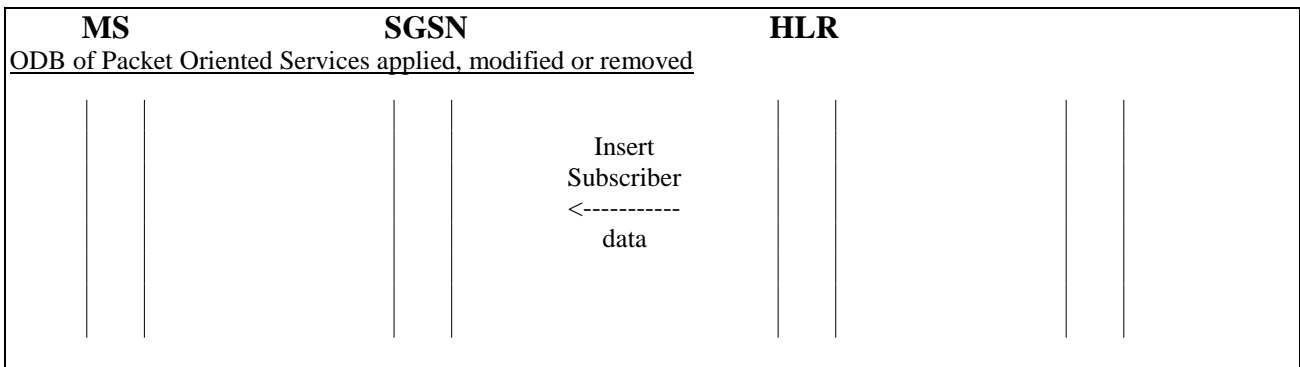 MS SGSN HLR
ODB of Packet Oriented Services applied, modified or removed
Insert
Subscriber
<-----------
data